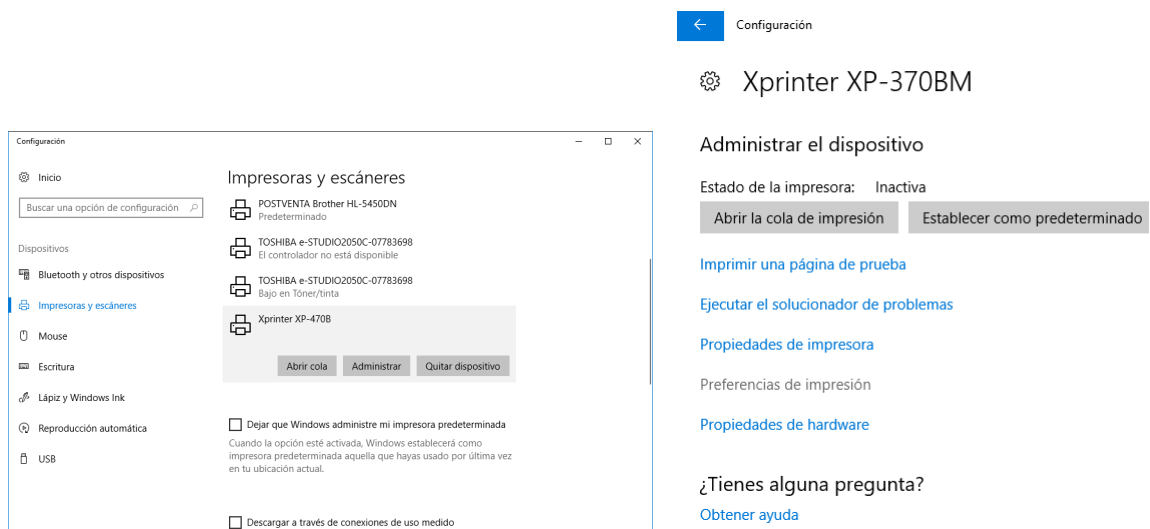 Configuración
Inicio
Buscar una opción de configuración
Dispositivos
Bluetooth y otros dispositivos
Impresoras y escáneres
Mouse
Escritura
Lápiz y Windows Ink
Reproducción automática
USB
Impresoras y escáneres
POSTVENTA Brother HL-5450DN
Predeterminado
TOSHIBA e-STUDIO2050C-07783698
El controlador no está disponible
TOSHIBA e-STUDIO2050C-07783698
Bajo en Tóner/tinta
Xprinter XP-470B
Abrir cola Administrar Quitar dispositivo
Dejar que Windows administre mi impresora predeterminada
Cuando la opción esté activada, Windows establecerá como
impresora predeterminada aquella que hayas usado por última vez
en tu ubicación actual.
Descargar a través de conexiones de uso medido
Configuración
Xprinter XP-370BM
Administrar el dispositivo
Estado de la impresora: Inactiva
Abrir la cola de impresión Establecer como predeterminado
Imprimir una página de prueba
Ejecutar el solucionador de problemas
Propiedades de impresora
Preferencias de impresión
Propiedades de hardware
¿Tienes alguna pregunta?
Obtener ayuda